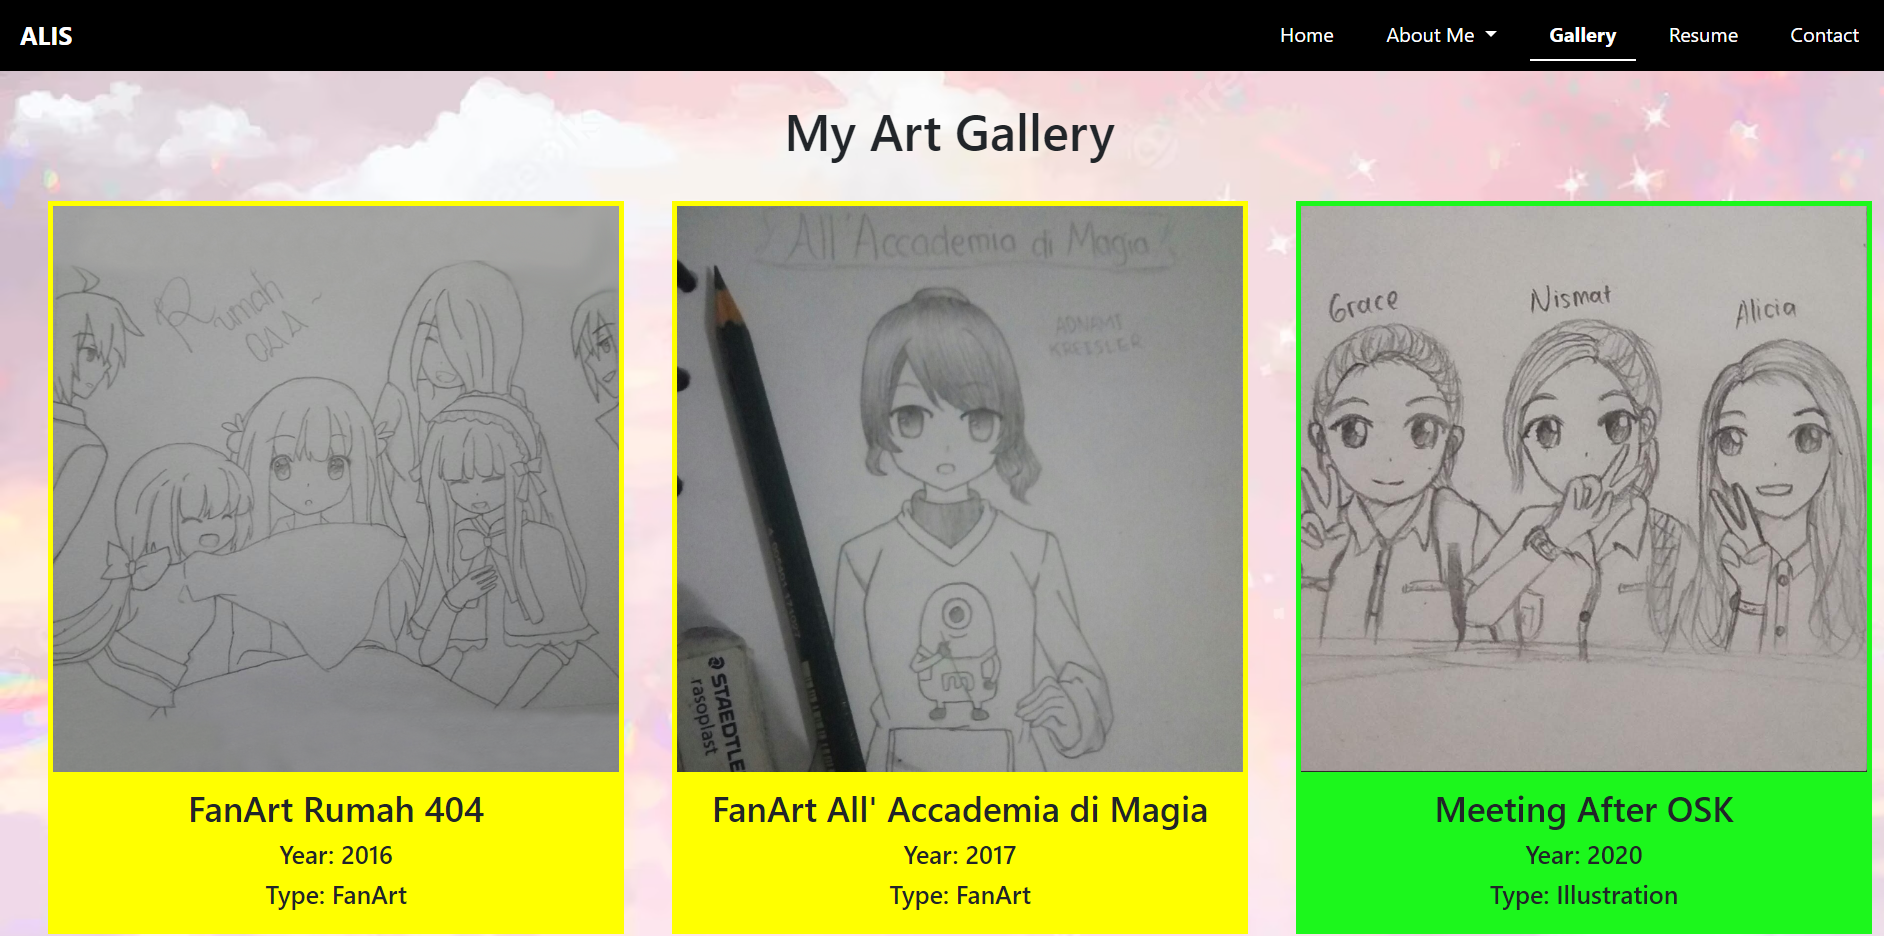 ALIS
Home
About Me
Gallery
Resume
Contact
My Art Gallery
Rumah
All'Accademia di Magia
ADNAMI
KREISLER
STAEDTLER
rasoplast
Grace
Nismat
Alicia
FanArt Rumah 404
Year: 2016
Type: FanArt
FanArt All' Accademia di Magia
Year: 2017
Type: FanArt
Meeting After OSK
Year: 2020
Type: Illustration